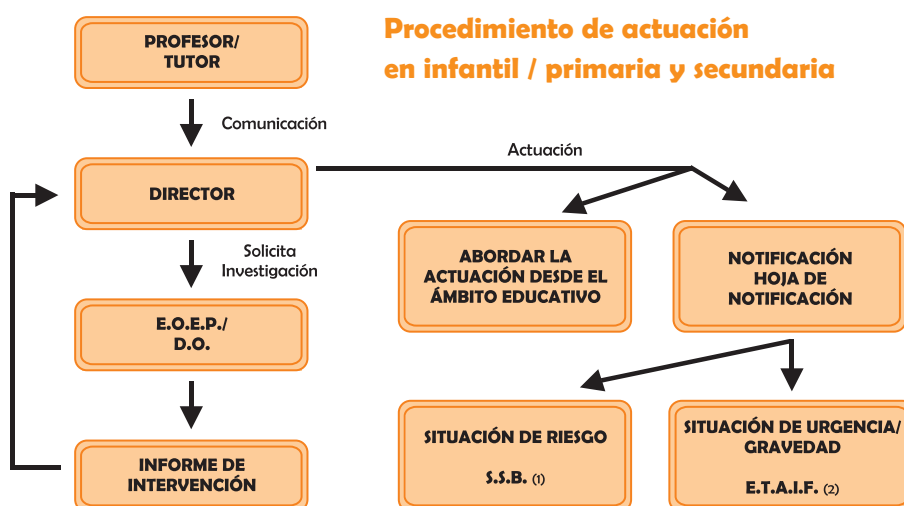 Procedimiento de actuación
en infantil / primaria y secundaria
PROFESOR/
TUTOR
Comunicación
DIRECTOR
Actuación
Solicita
Investigación
ABORDAR LA
ACTUACIÓN DESDE EL
ÁMBITO EDUCATIVO
NOTIFICACIÓN
HOJA DE
NOTIFICACIÓN
E.O.E.P./
D.O.
INFORME DE
INTERVENCIÓN
SITUACIÓN DE RIESGO
S.S.B. (1)
SITUACIÓN DE URGENCIA/
GRAVEDAD
E.T.A.I.F. (2)